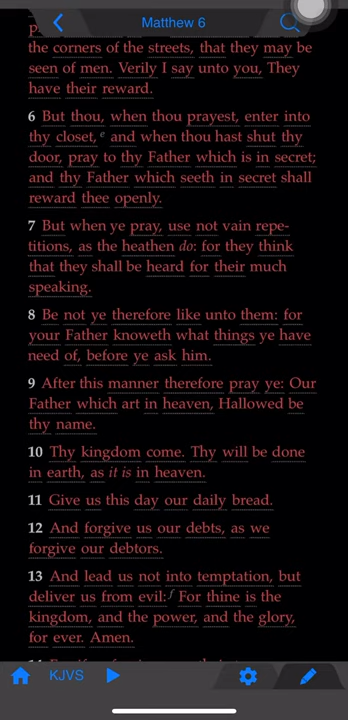 Matthew 6
the corners of the streets, that they may be
seen of men. Verily I say unto you, They
have their reward.
6 But thou, when thou prayest, enter into
thy closet, e and when thou hast shut thy
door, pray to thy Father which is in secret;
and thy Father which seeth in secret shall
reward thee openly.
7 But when ye pray, use not vain repe-
titions, as the heathen do: for they think
that they shall be heard for their much
speaking.
8 Be not ye therefore like unto them: for
your Father knoweth what things ye have
need of, before ye ask him.
9 After this manner therefore pray ye: Our
Father which art in heaven, Hallowed be
thy name.
10 Thy kingdom come. Thy will be done
in earth, as it is in heaven.
11 Give us this day our daily bread.
12 And forgive us our debts, as we
forgive our debtors.
13 And lead us not into temptation, but
deliver us from evil: f For thine is the
kingdom, and the power, and the glory,
for ever. Amen.
KJVS